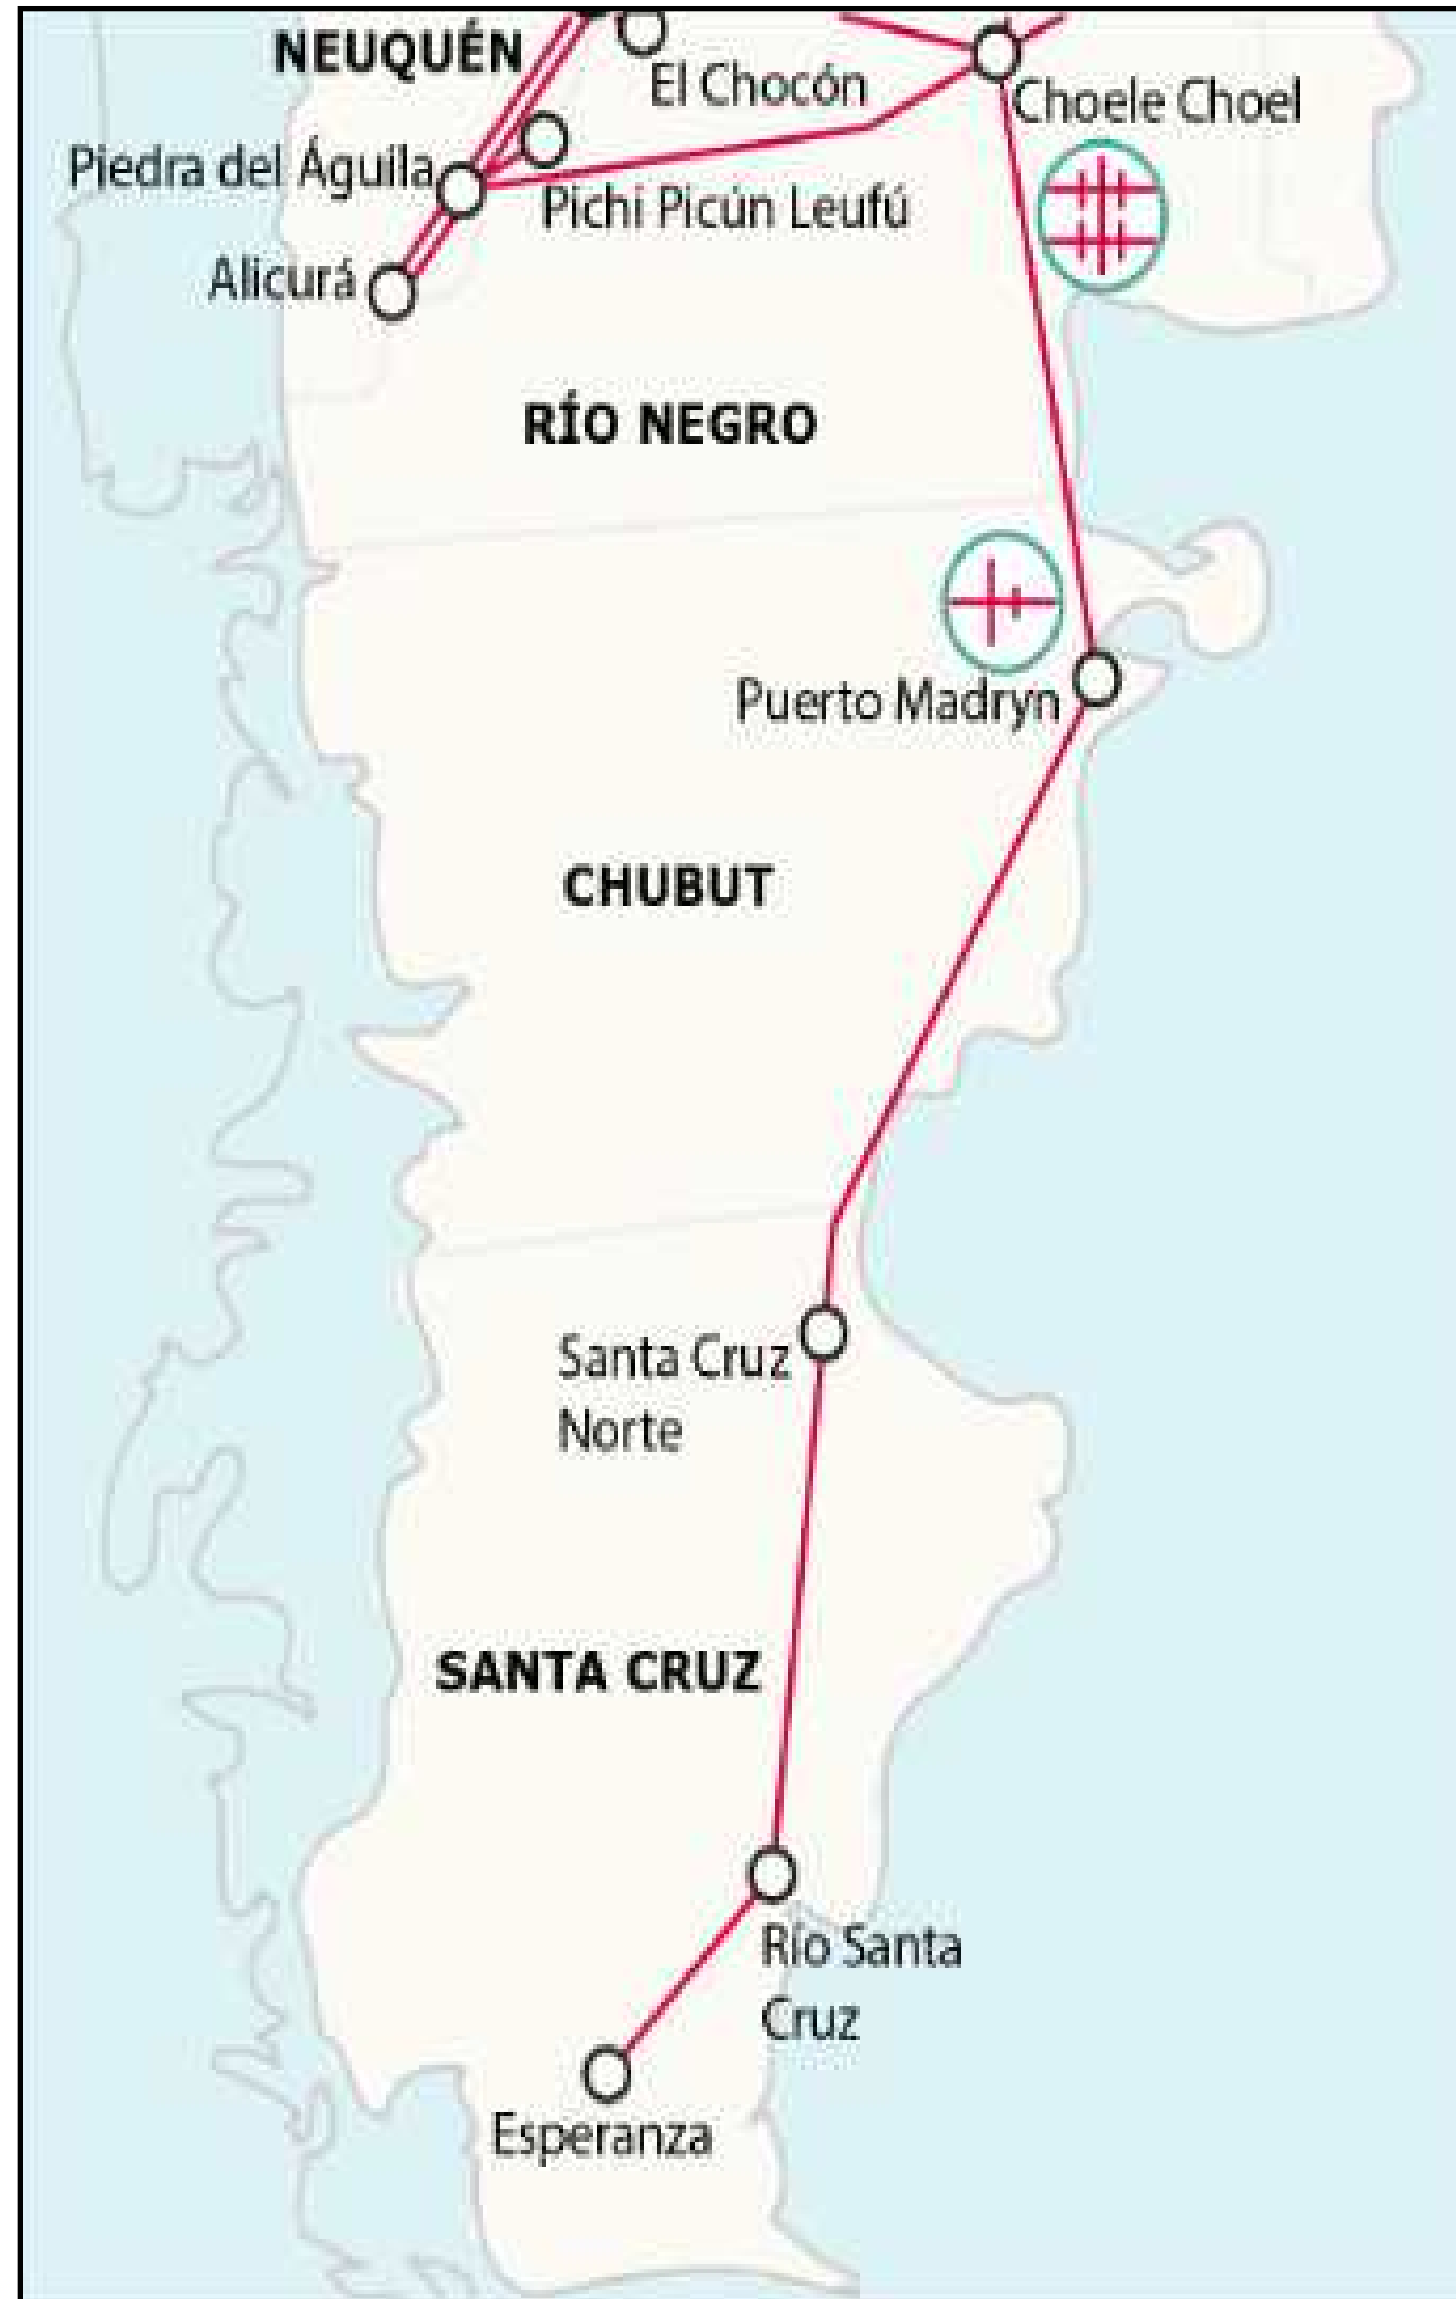 NEUQUÉN
El Chocón
Choele Choel
Piedra del Águila
Pichi Picún Leufú
Alicurá
RÍO NEGRO
Puerto Madryn
CHUBUT
Santa Cruz
Norte
SANTA CRUZ
Río Santa
Cruz
Esperanza